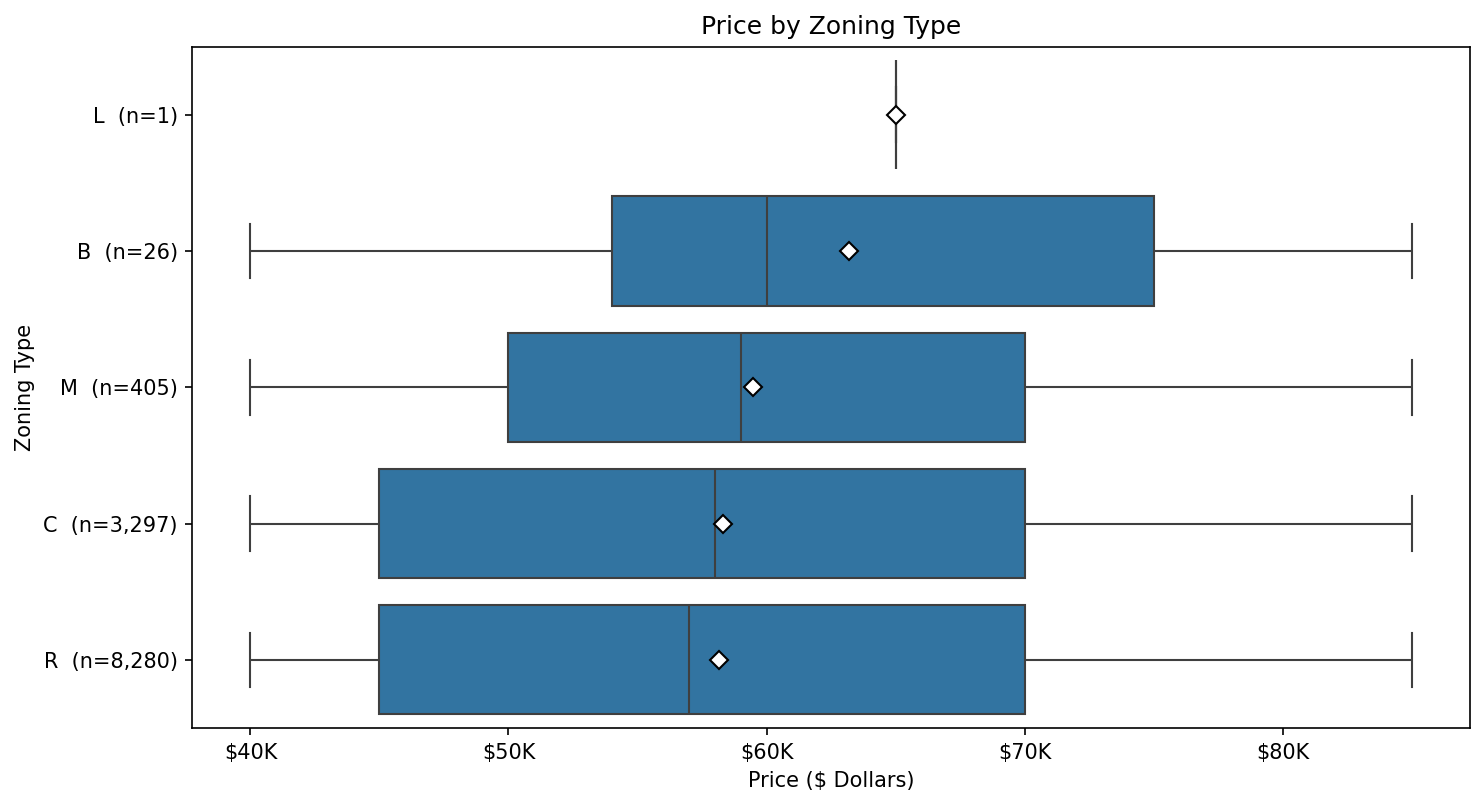 Price by Zoning Type
L (n=1)
B (n=26)
M (n=405)
C (n=3,297)
R (n=8,280)
Zoning Type
$40K $50K $60K $70K $80K
Price ($ Dollars)